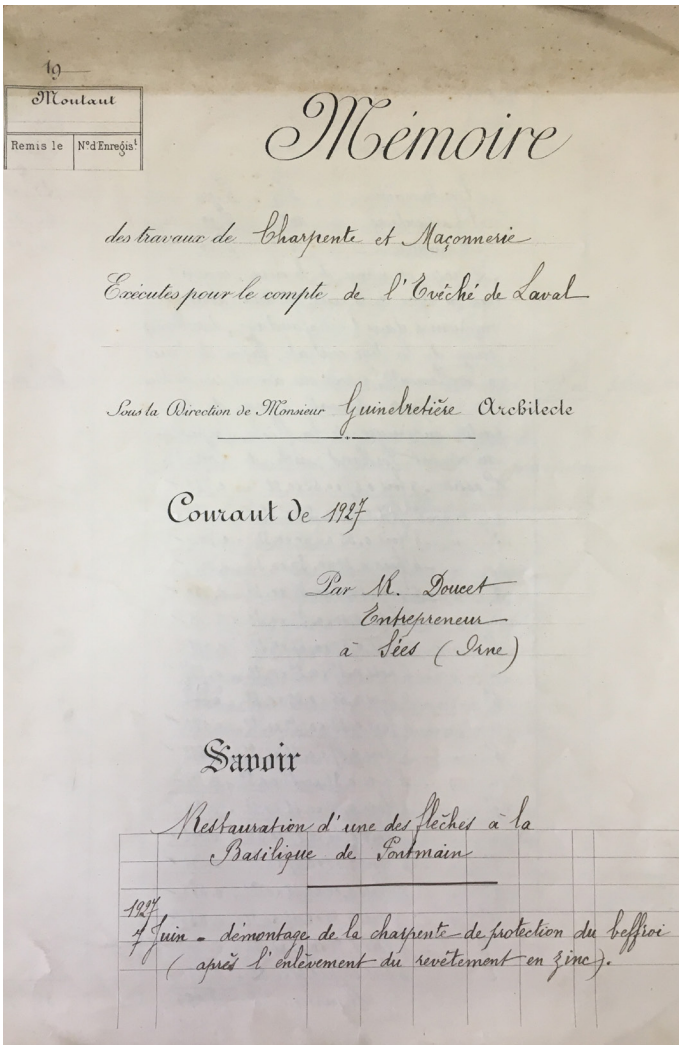 19
Montant
Remis le
N° d'Enregist
Mémoire
des travaux de Charpente et Maçonnerie
Exécutés pour le compte de l'Evêché de Laval
Sous la Direction de Monsieur Guinebretière Architecte
Courant de 1927
Par M. Doucet
Entrepreneur
à Sées (Orne)
Savoir
Restauration d'une des flèches à la
Basilique de Pontmain
1927
7 Juin - démontage de la charpente de protection du beffroi
(après l'enlèvement du revêtement en zinc).